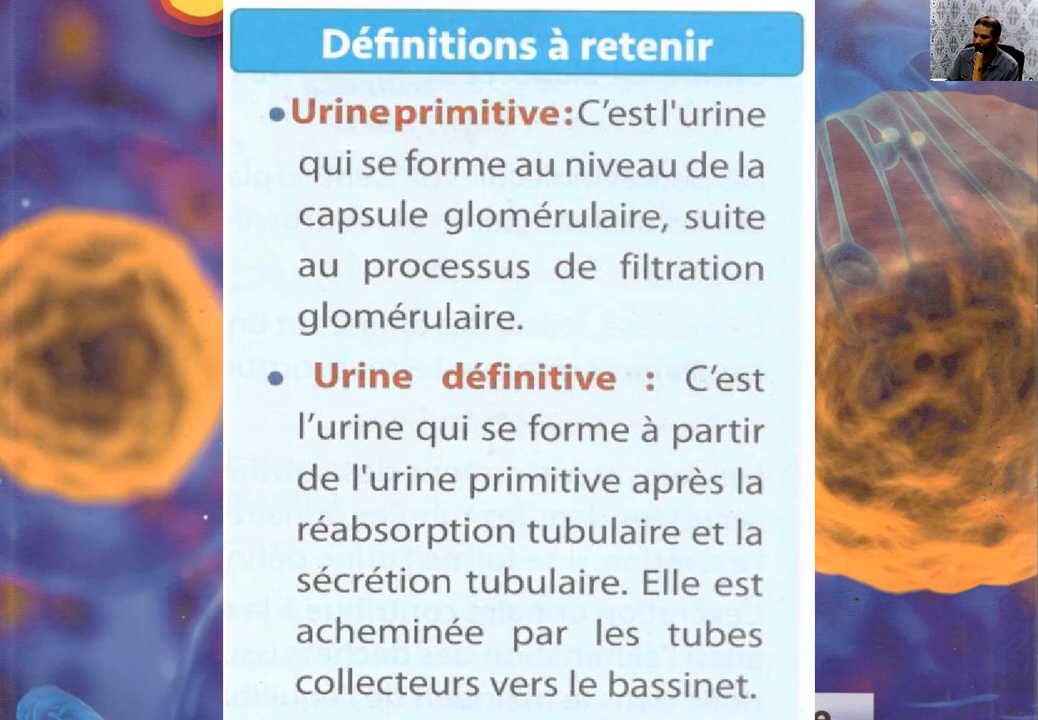 Définitions à retenir
• Urine primitive : C'est l'urine
qui se forme au niveau de la
capsule glomérulaire, suite
au processus de filtration
glomérulaire.
• Urine définitive : C'est
l'urine qui se forme à partir
de l'urine primitive après la
réabsorption tubulaire et la
sécrétion tubulaire. Elle est
acheminée par les tubes
collecteurs vers le bassinet.